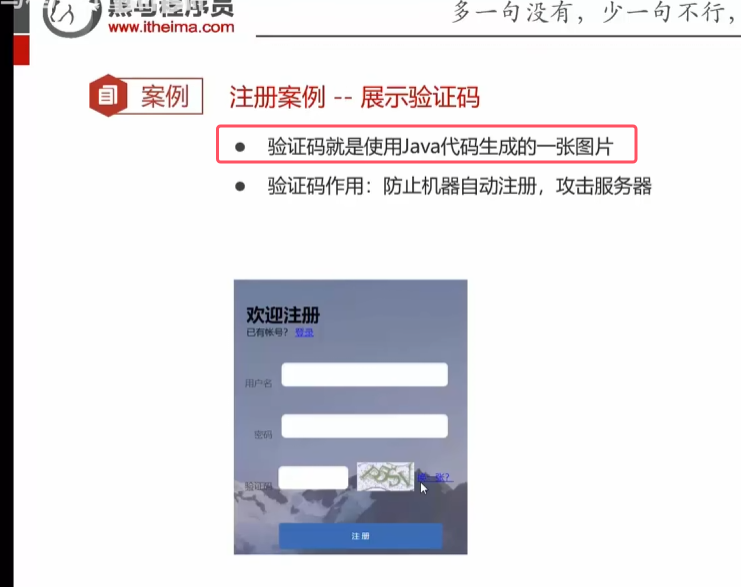 黑马程序员
www.itheima.com
多一句没有，少一句不行，
案例
注册案例 -- 展示验证码
● 验证码就是使用Java代码生成的一张图片
● 验证码作用：防止机器自动注册，攻击服务器
欢迎注册
已有帐号？ 登录
用户名
密码
验证码
注册